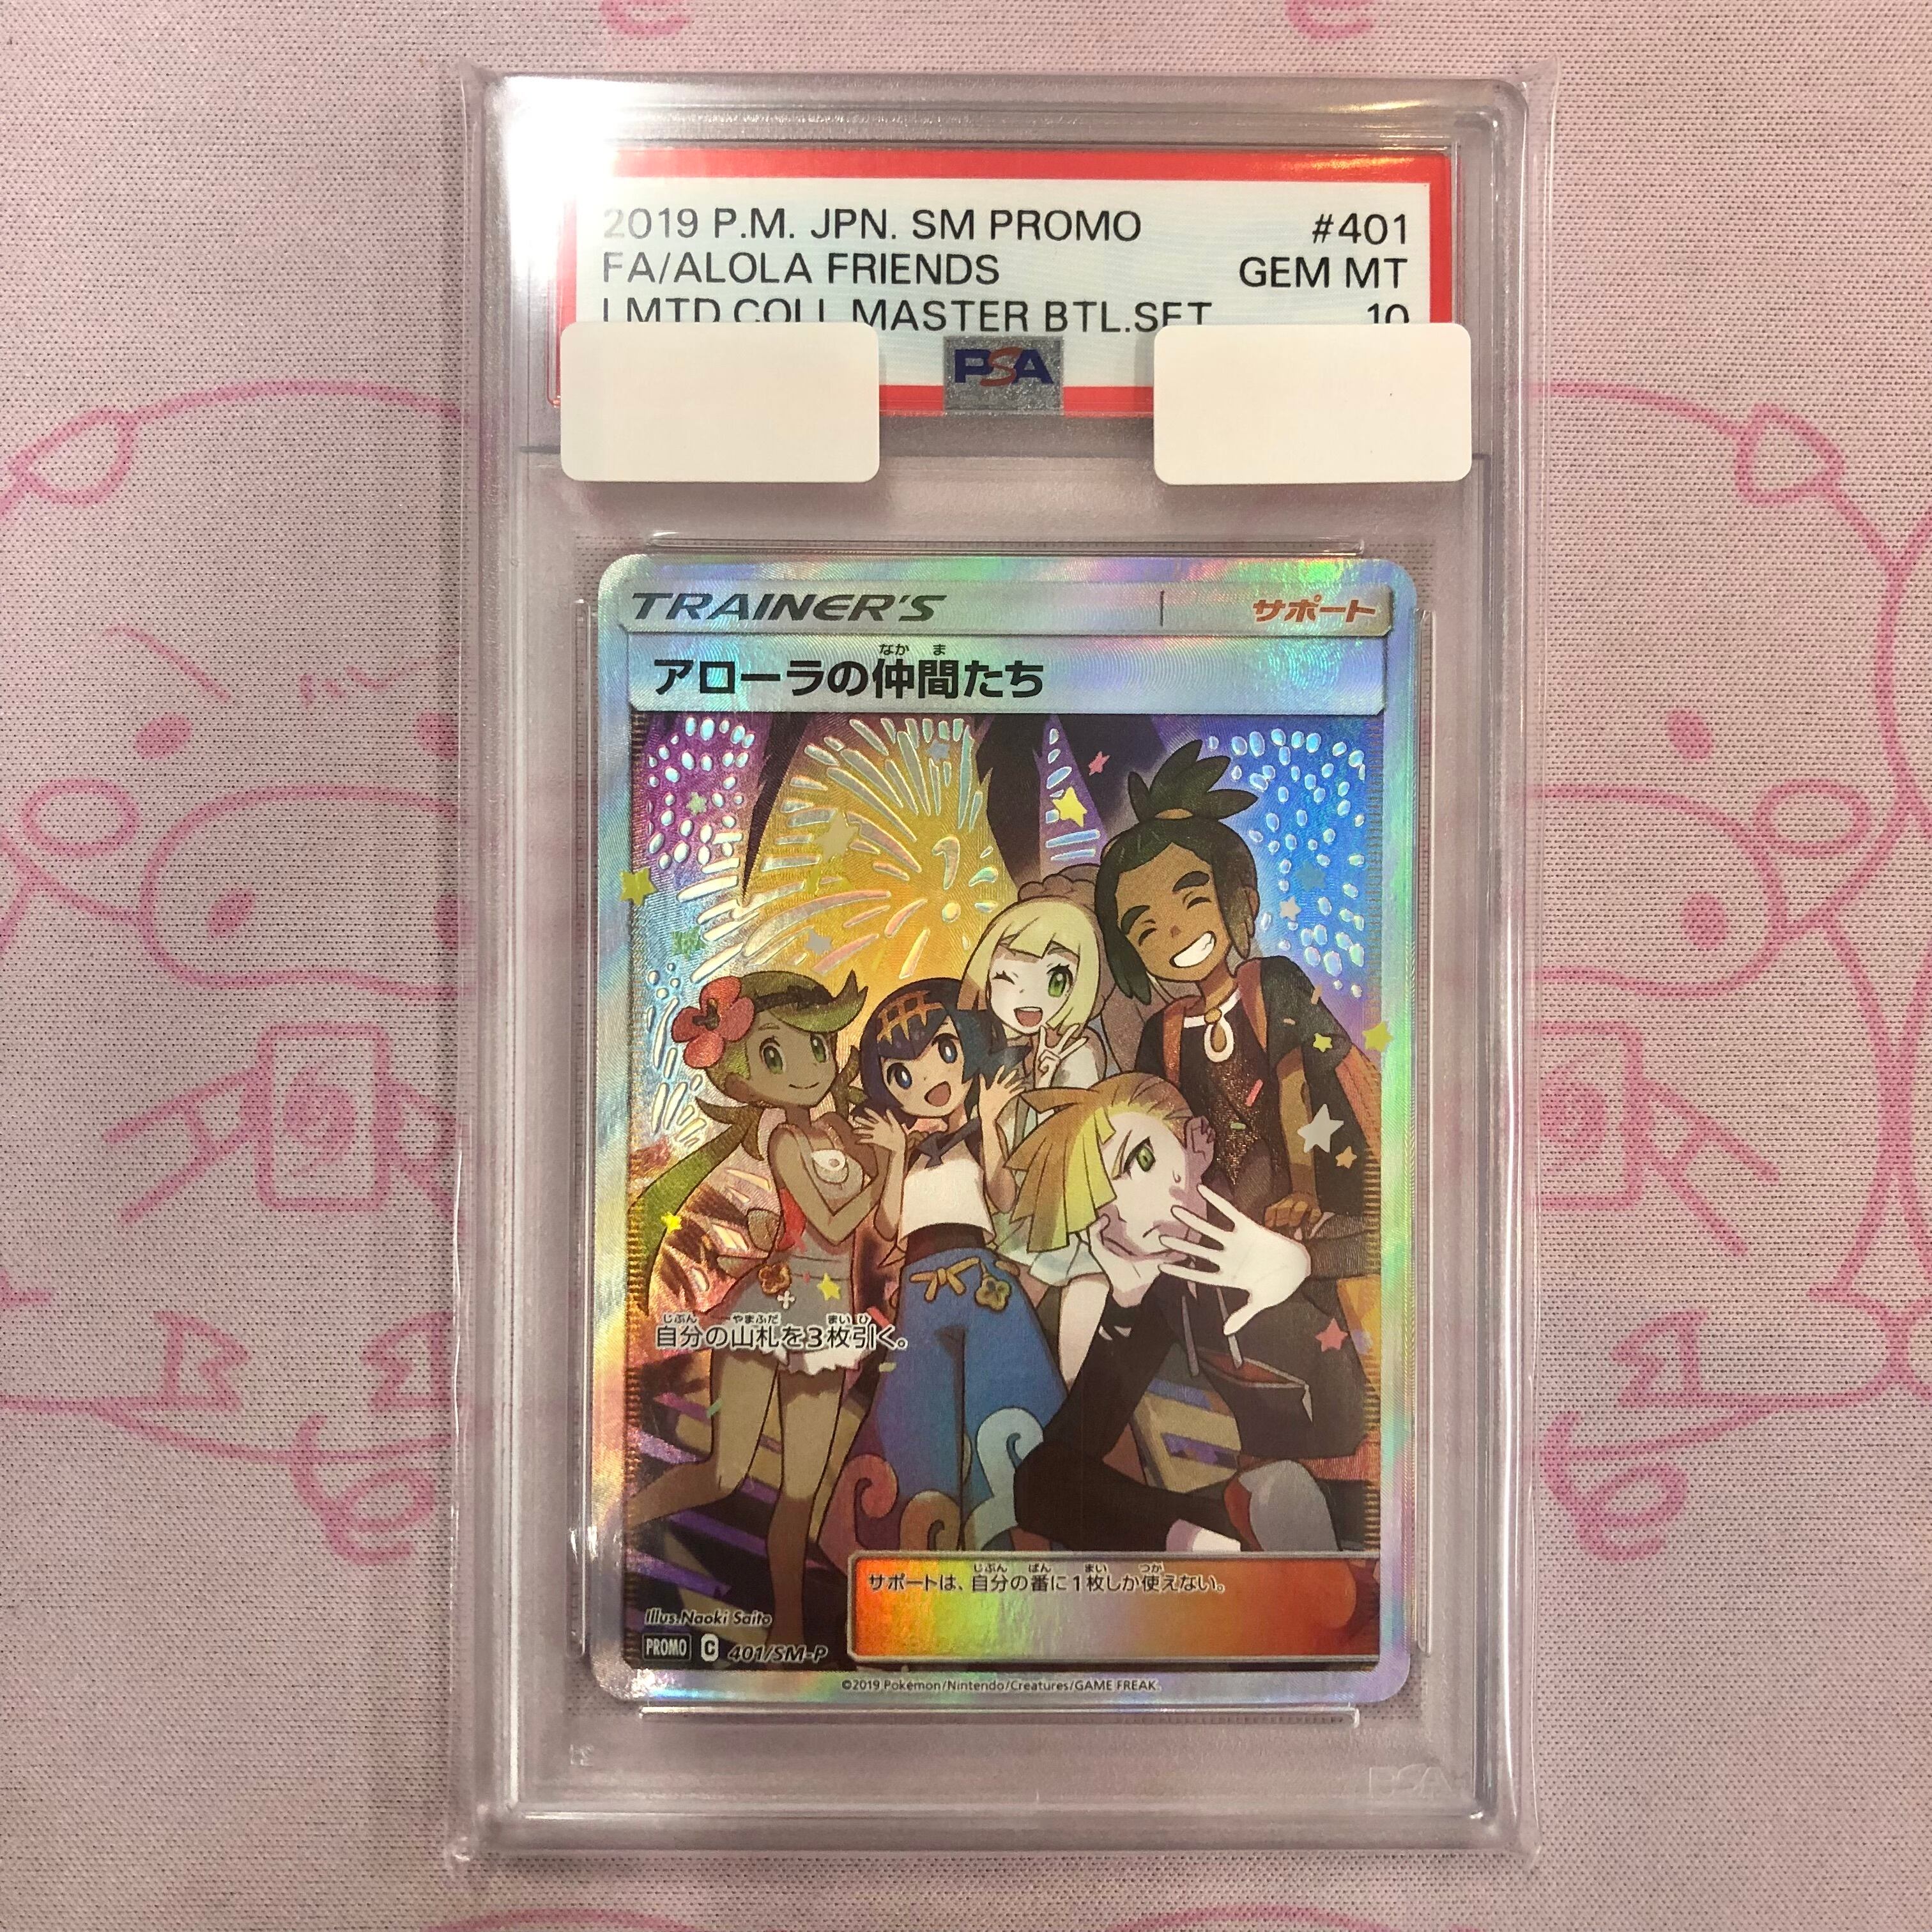 2019 P.M. JPN. SM PROMO #401
FA/ALOLA FRIENDS GEM MT
LMTD COLL MASTER BTL.SET 10
PSA
TRAINER'S サポート
なか ま
アローラの仲間たち
じぶん やまふだ まい ひ
自分の山札を3枚引く。
じぶん ばん まい つか
サポートは、自分の番に1枚しか使えない。
Illus.Naoki Saito
PROMO C 401/SM-P
©2019 Pokémon/Nintendo/Creatures/GAME FREAK.
PSA